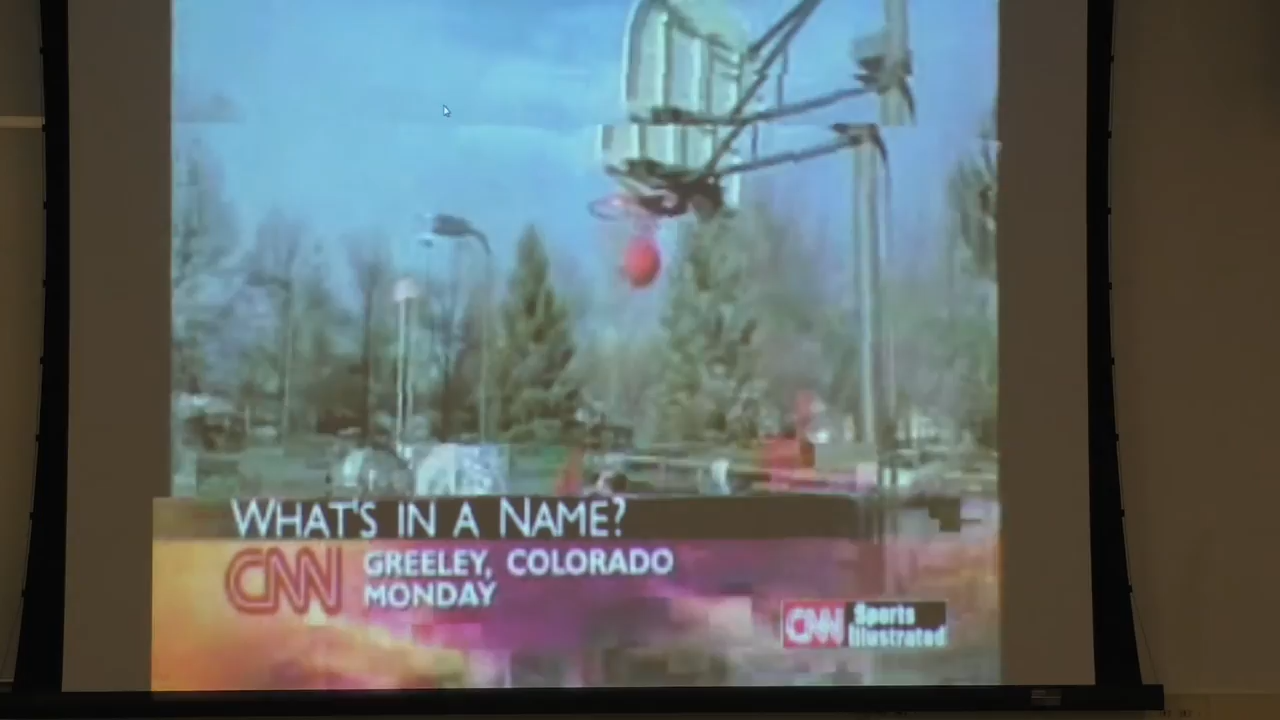 WHAT'S IN A NAME?
CNN
GREELEY, COLORADO
MONDAY
CNN Sports
Illustrated